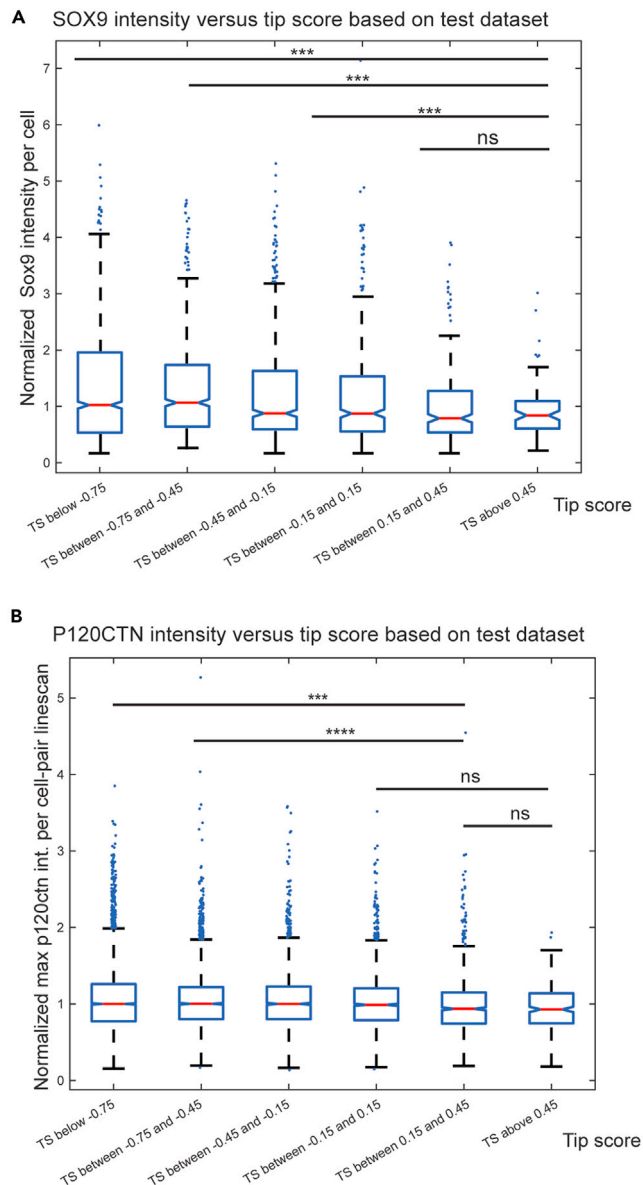 A
SOX9 intensity versus tip score based on test dataset
Normalized Sox9 intensity per cell
7
6
5
4
3
2
1
0
***
***
***
ns
TS below -0.75
TS between -0.75 and -0.45
TS between -0.45 and -0.15
TS between -0.15 and 0.15
TS between 0.15 and 0.45
TS above 0.45
Tip score
B
P120CTN intensity versus tip score based on test dataset
Normalized max p120ctn int. per cell-pair linescan
5
4
3
2
1
0
***
****
ns
ns
TS below -0.75
TS between -0.75 and -0.45
TS between -0.45 and -0.15
TS between -0.15 and 0.15
TS between 0.15 and 0.45
TS above 0.45
Tip score